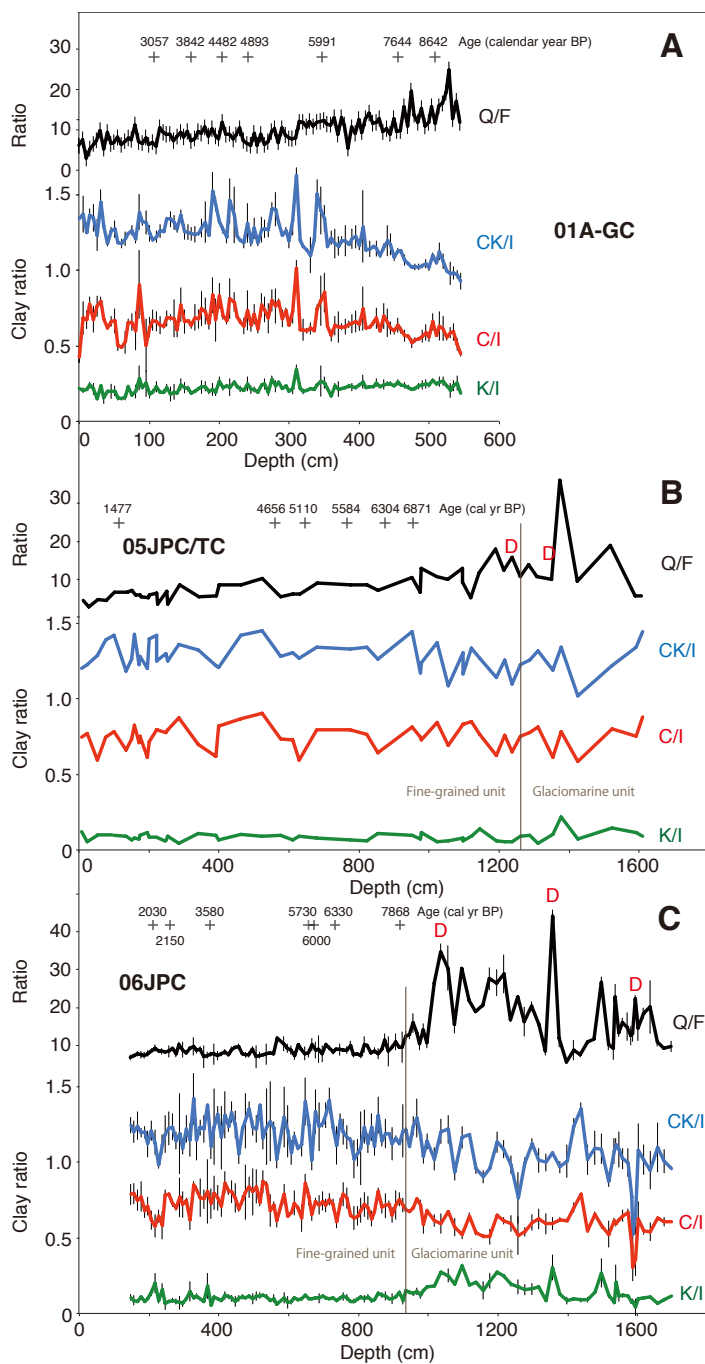 3057 3842 4482 4893 5991 7644 8642 Age (calendar year BP)
A
30
20
10
0
Ratio
Q/F
1.5
1.0
0.5
0
Clay ratio
CK/I
01A-GC
C/I
K/I
0 100 200 300 400 500 600
Depth (cm)
B
1477 4656 5110 5584 6304 6871 Age (cal yr BP)
05JPC/TC
30
20
10
Ratio
D D
Q/F
1.5
1.0
0.5
0
Clay ratio
CK/I
C/I
Fine-grained unit Glaciomarine unit
K/I
0 400 800 1200 1600
Depth (cm)
C
2030 3580 5730 6330 7868 Age (cal yr BP)
2150 6000
D D D
06JPC
40
30
20
10
Ratio
Q/F
1.5
1.0
0.5
0
Clay ratio
CK/I
C/I
Fine-grained unit Glaciomarine unit
K/I
0 400 800 1200 1600
Depth (cm)